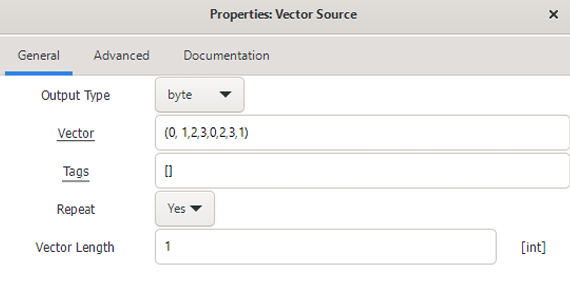 Properties: Vector Source
General Advanced Documentation
Output Type byte
Vector (0, 1,2,3,0,2,3,1)
Tags []
Repeat Yes
Vector Length 1 [int]